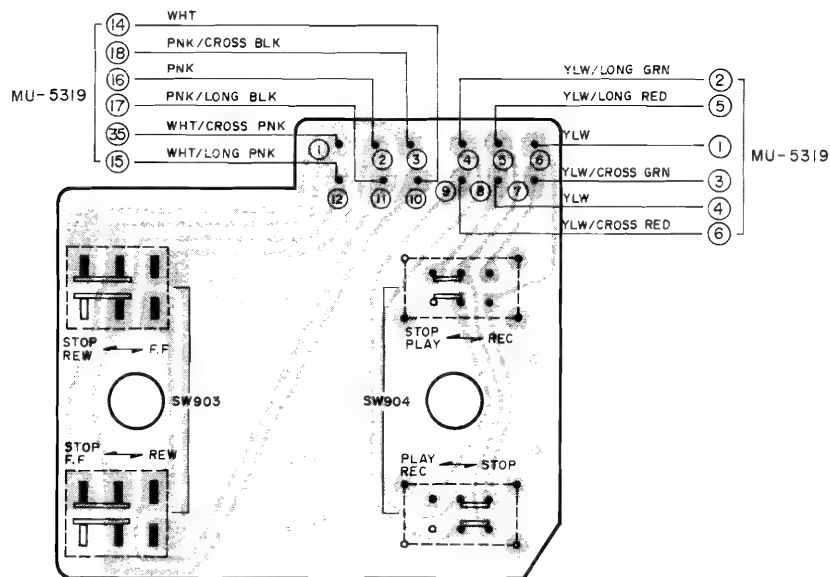 14 WHT
18 PNK/CROSS BLK
16 PNK
17 PNK/LONG BLK
35 WHT/CROSS PNK
15 WHT/LONG PNK
MU-5319
YLW/LONG GRN 2
YLW/LONG RED 5
YLW 1
YLW/CROSS GRN 3
YLW 4
YLW/CROSS RED 6
MU-5319
1 2 3 4 5 6
12 11 10 9 8 7
STOP
REW F.F
SW903
STOP
F.F REW
STOP
PLAY REC
SW904
PLAY
REC STOP